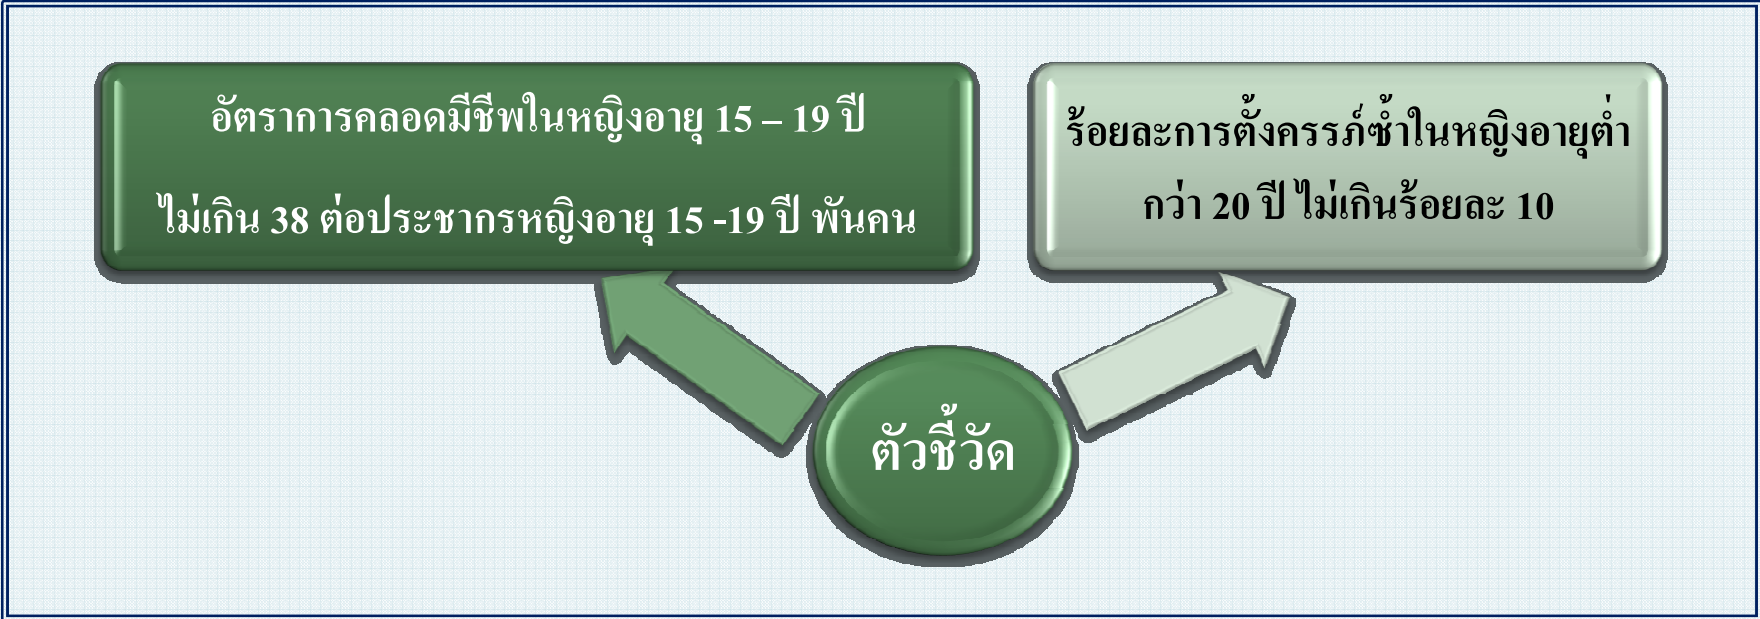 อัตราการคลอดมีชีพในหญิงอายุ 15 – 19 ปี
ไม่เกิน 38 ต่อประชากรหญิงอายุ 15 -19 ปี พันคน
ร้อยละการตั้งครรภ์ซ้ำในหญิงอายุต่ำ
กว่า 20 ปี ไม่เกินร้อยละ 10
ตัวชี้วัด